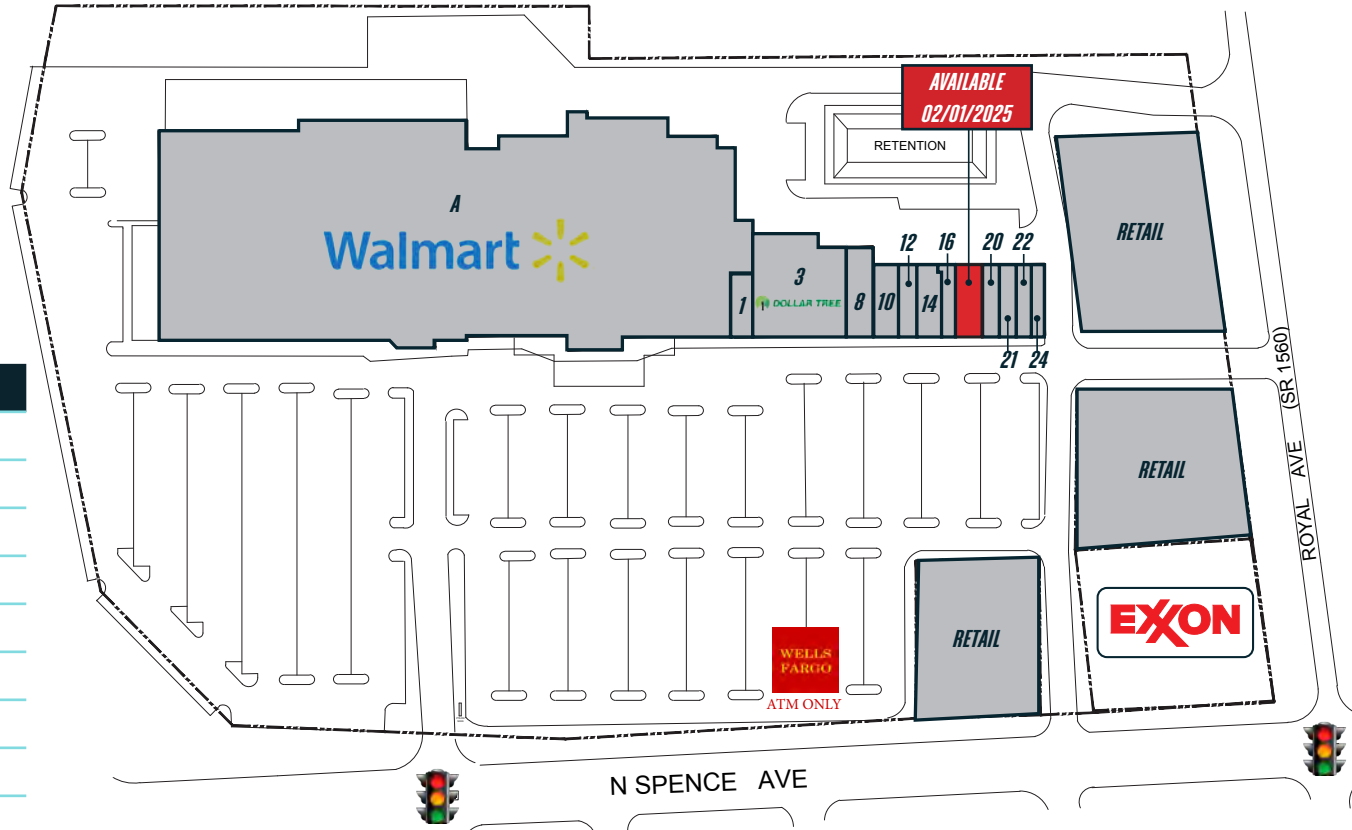 AVAILABLE
02/01/2025
RETENTION
A
Walmart
RETAIL
12
16
20
22
3
DOLLAR TREE
1
8
10
14
21
24
ROYAL AVE (SR 1560)
RETAIL
EXXON
RETAIL
WELLS
FARGO
ATM ONLY
N SPENCE AVE